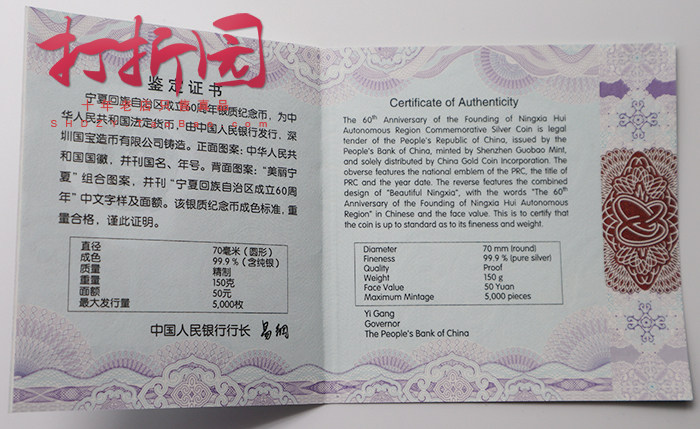 打折园
十年老店
鉴定证书
宁夏回族自治区成立60周年银质纪念币,为中
华人民共和国法定货币,由中国人民银行发行,深
圳国宝造币有限公司铸造。正面图案:中华人民共
和国国徽,并刊国名、年号。背面图案:“美丽宁
夏”组合图案,并刊“宁夏回族自治区成立60周
年”中文字样及面额。该银质纪念币成色标准,重
量合格,谨此证明。
直径 70毫米(圆形)
成色 99.9%(含纯银)
质量 精制
重量 150克
面额 50元
最大发行量 5,000枚
中国人民银行行长 易纲
Certificate of Authenticity
The 60th Anniversary of the Founding of Ningxia Hui
Autonomous Region Commemorative Silver Coin is legal
tender of the People's Republic of China, issued by the
People's Bank of China, minted by Shenzhen Guobao Mint,
and solely distributed by China Gold Coin Incorporation. The
obverse features the national emblem of the PRC, the title of
PRC and the year date. The reverse features the combined
design of "Beautiful Ningxia", with the words "The 60th
Anniversary of the Founding of Ningxia Hui Autonomous
Region" in Chinese and the face value. This is to certify that
the coin is up to standard as to its fineness and weight.
Diameter 70 mm (round)
Fineness 99.9 % (pure silver)
Quality Proof
Weight 150 g
Face Value 50 Yuan
Maximum Mintage 5,000 pieces
Yi Gang
Governor
The People's Bank of China